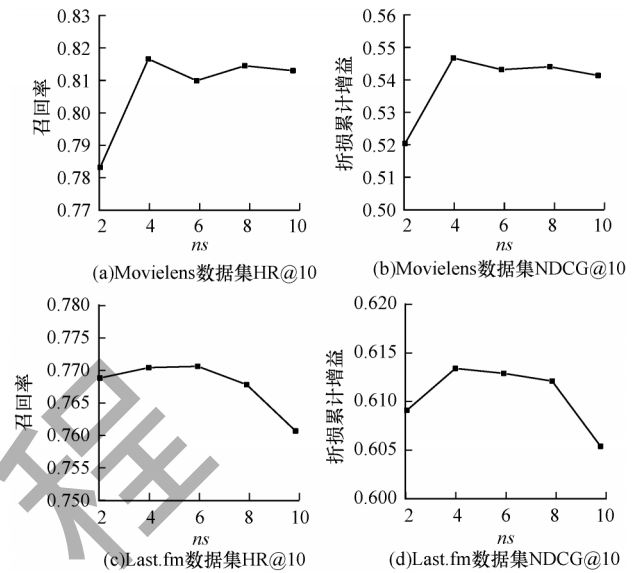 0.83
0.82
0.81
0.80
0.79
0.78
0.77
召回率
2 4 6 8 10
ns
(a)Movielens数据集HR@10
0.56
0.55
0.54
0.53
0.52
0.51
0.50
折损累计增益
2 4 6 8 10
ns
(b)Movielens数据集NDCG@10
0.780
0.775
0.770
0.765
0.760
0.755
0.750
召回率
2 4 6 8 10
ns
(c)Last.fm数据集HR@10
0.620
0.615
0.610
0.605
0.600
折损累计增益
2 4 6 8 10
ns
(d)Last.fm数据集NDCG@10
程